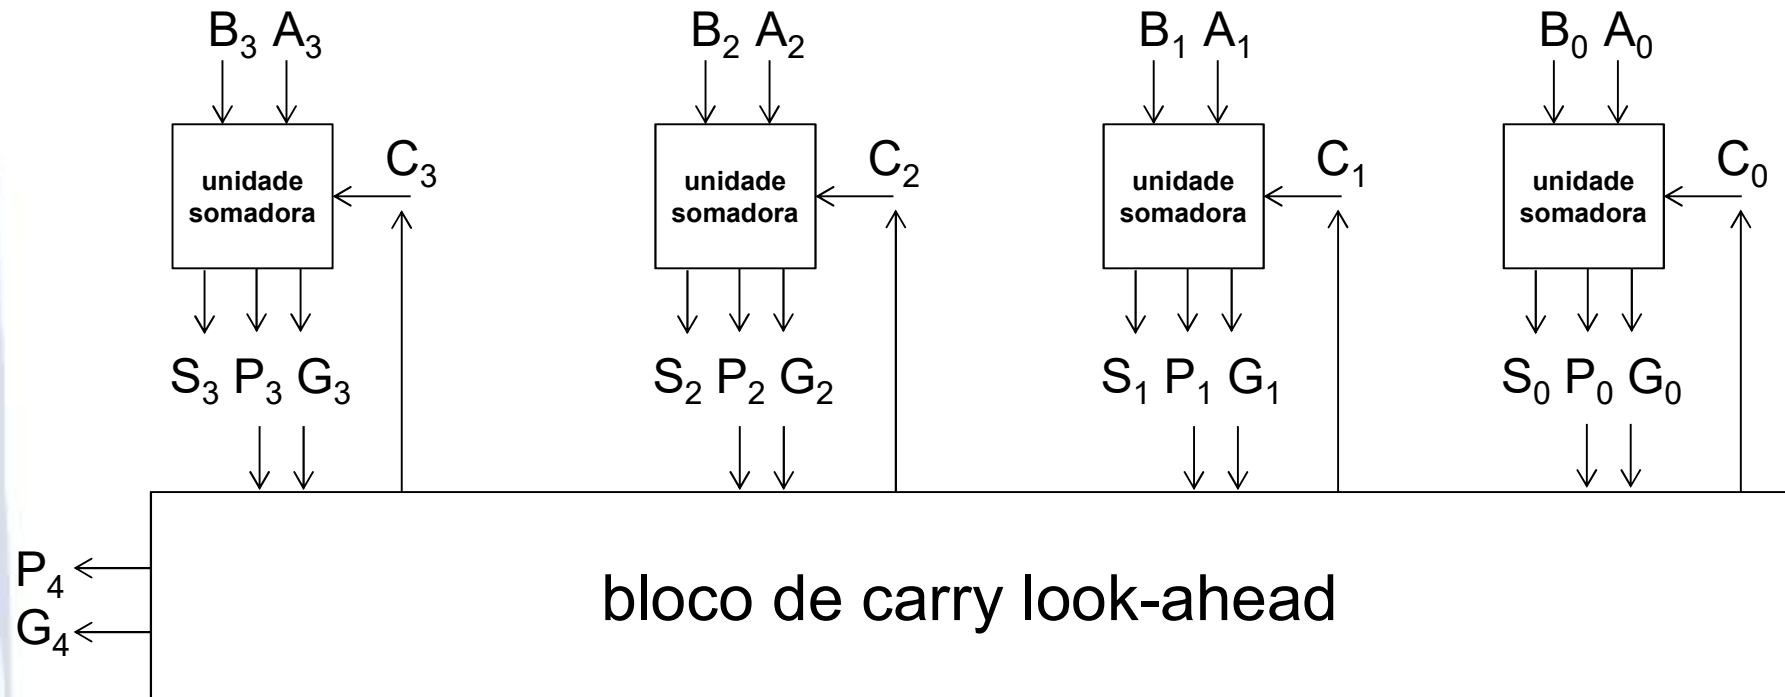 B₃ A₃ B₂ A₂ B₁ A₁ B₀ A₀
C₃ C₂ C₁ C₀
unidade unidade unidade unidade
somadora somadora somadora somadora
S₃ P₃ G₃ S₂ P₂ G₂ S₁ P₁ G₁ S₀ P₀ G₀
P₄
bloco de carry look-ahead
G₄